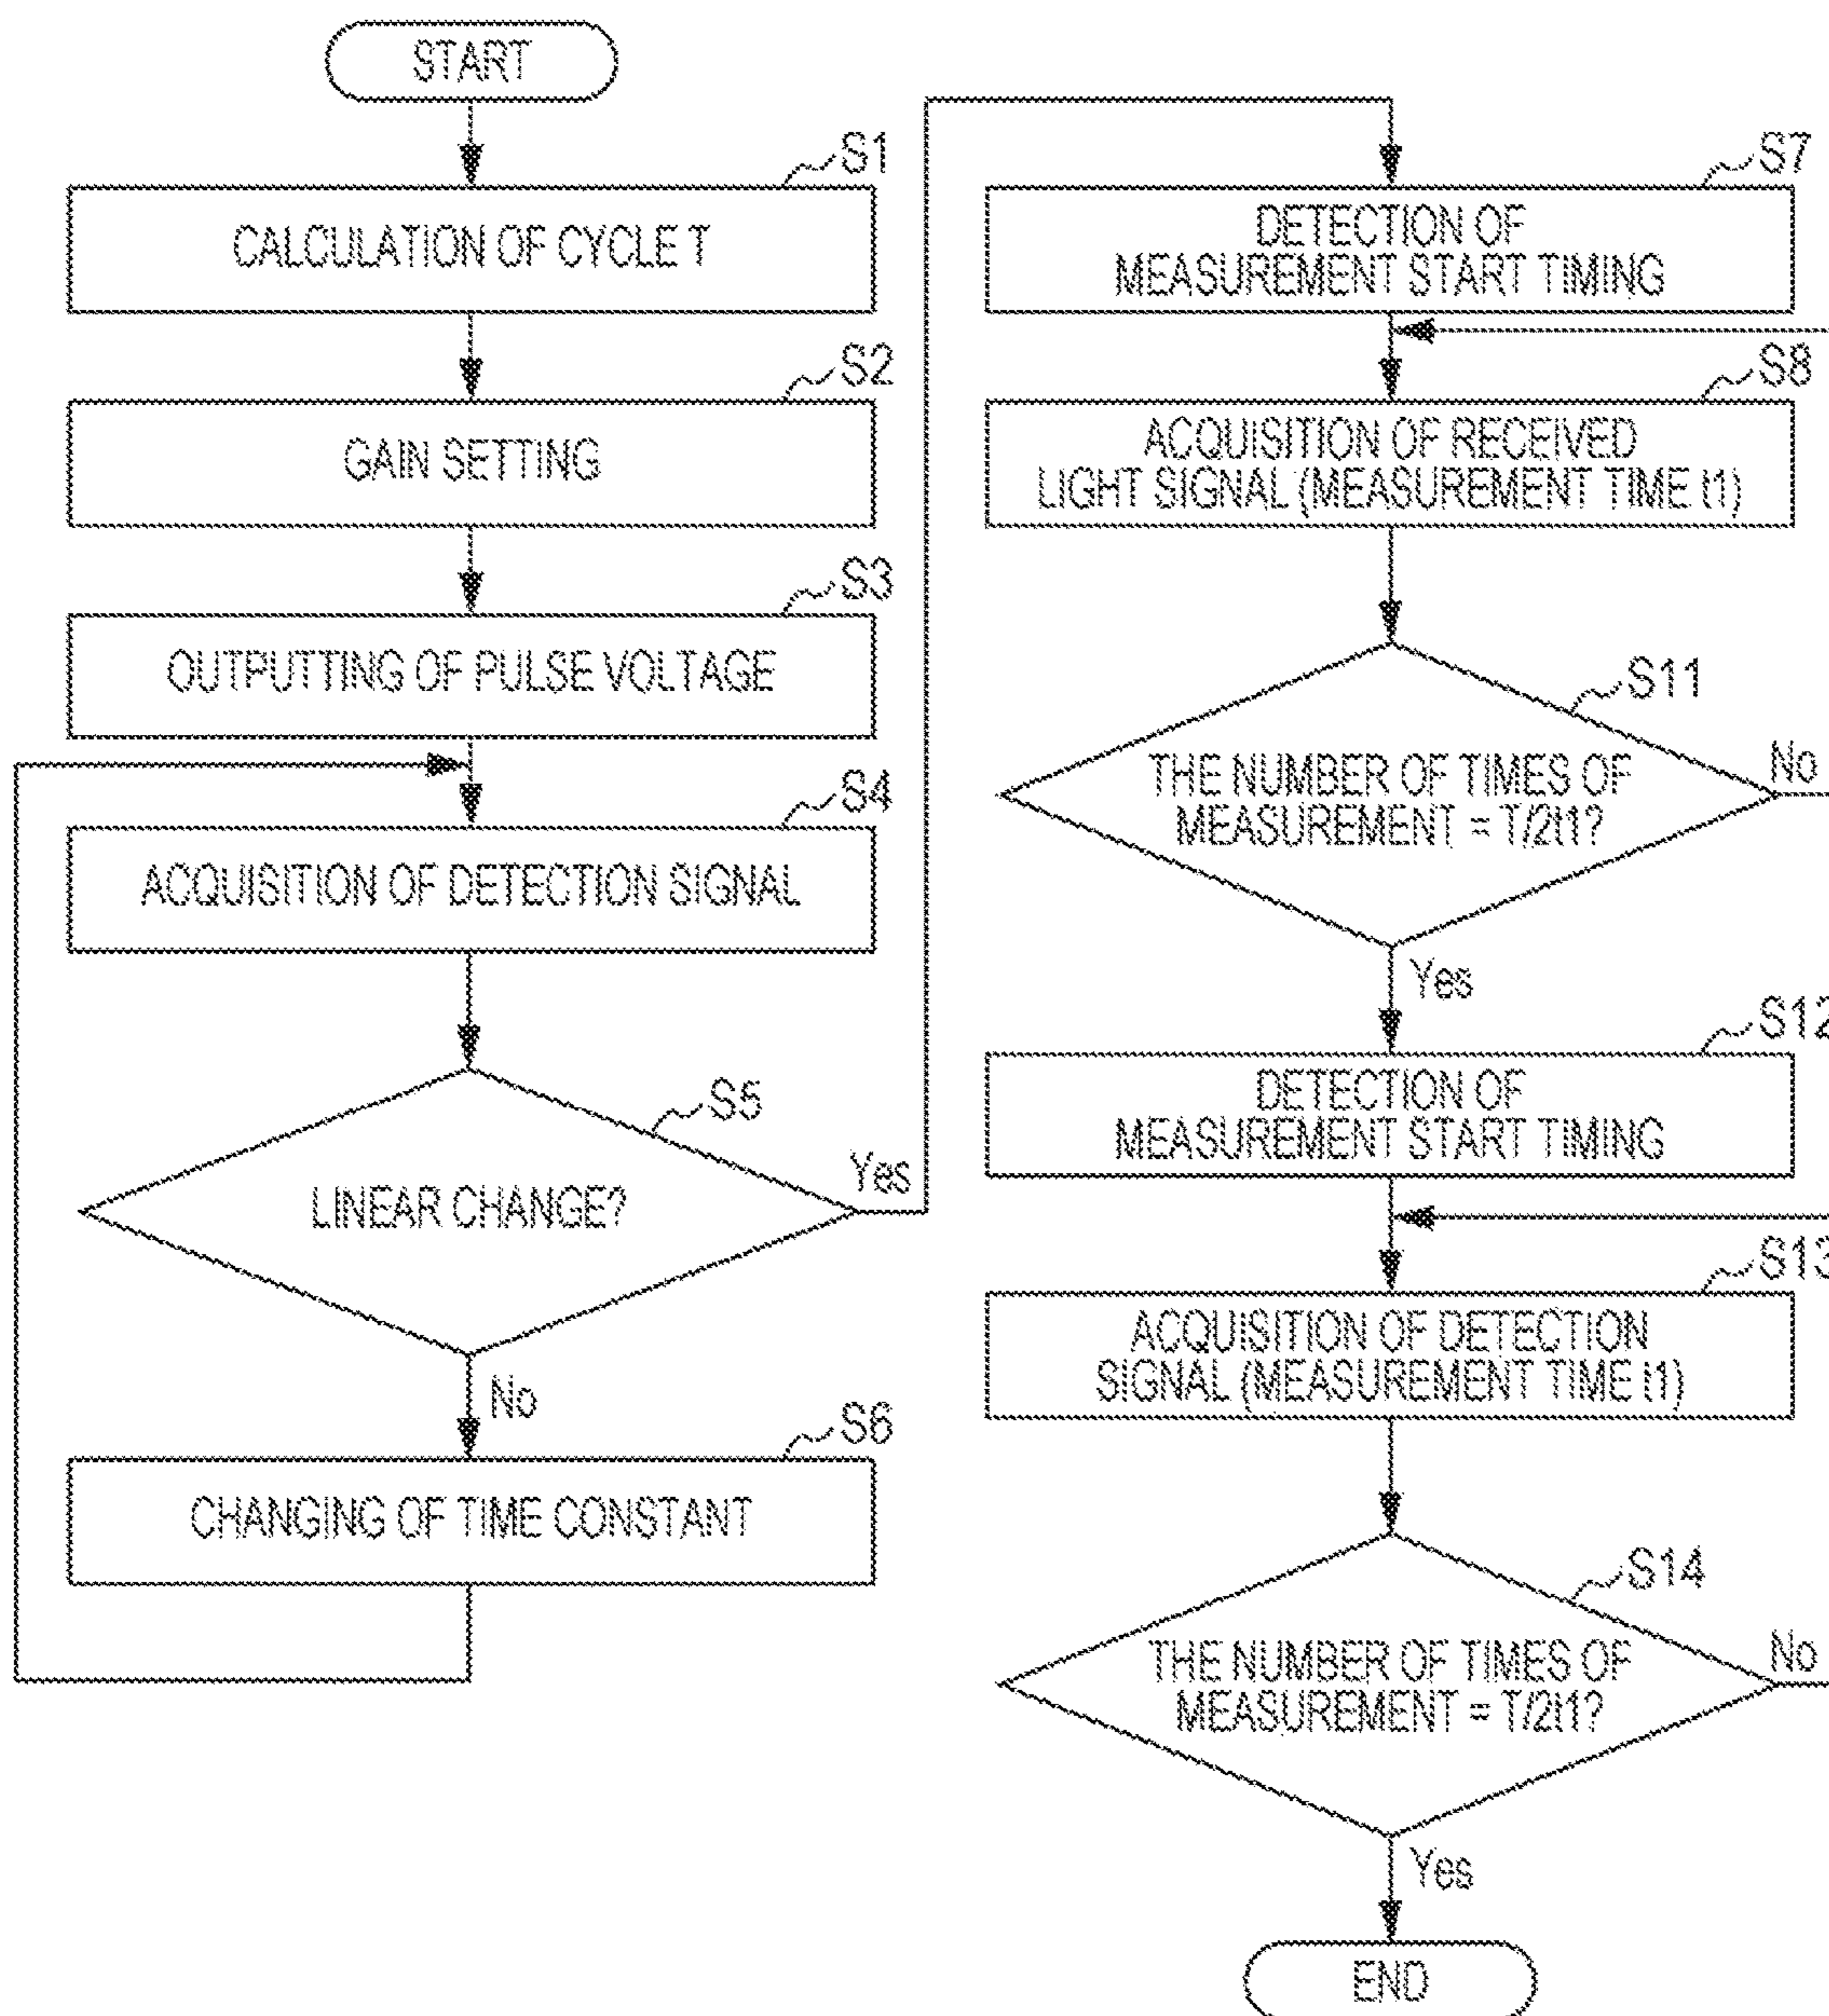 START
S1
CALCULATION OF CYCLE T
S2
GAIN SETTING
S3
OUTPUTTING OF PULSE VOLTAGE
S4
ACQUISITION OF DETECTION SIGNAL
S5
LINEAR CHANGE?
Yes
No
S6
CHANGING OF TIME CONSTANT
S7
DETECTION OF
MEASUREMENT START TIMING
S8
ACQUISITION OF RECEIVED
LIGHT SIGNAL (MEASUREMENT TIME t1)
S11
THE NUMBER OF TIMES OF
MEASUREMENT = T/2t1?
No
Yes
S12
DETECTION OF
MEASUREMENT START TIMING
S13
ACQUISITION OF DETECTION
SIGNAL (MEASUREMENT TIME t1)
S14
THE NUMBER OF TIMES OF
MEASUREMENT = T/2t1?
No
Yes
END